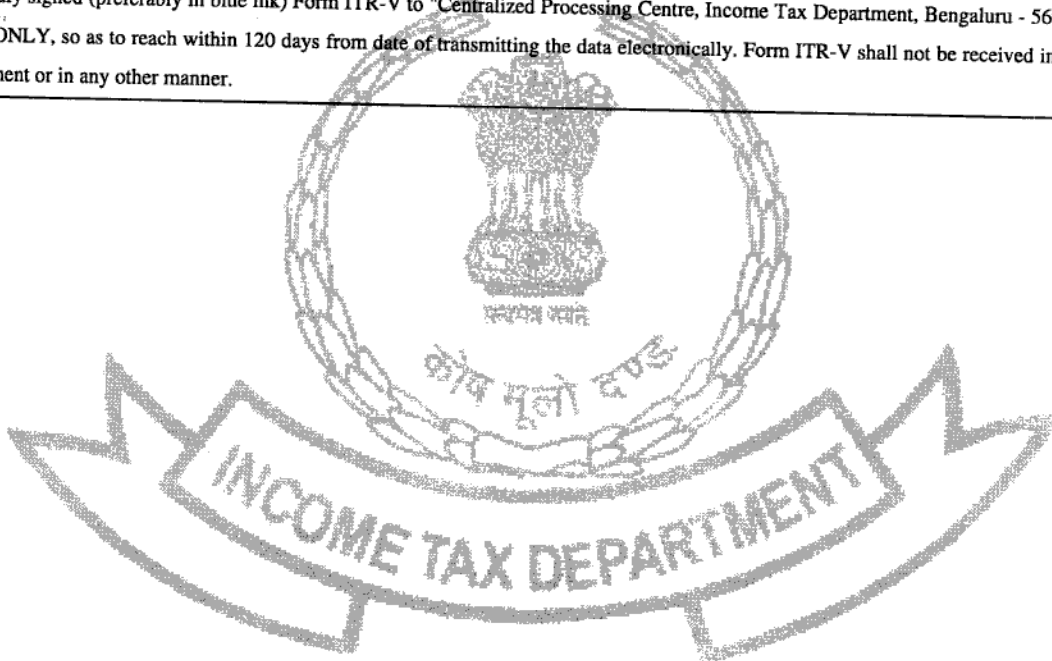 signed (preferably in blue ink) Form ITR-V to "Centralized Processing Centre, Income Tax Department, Bengaluru - 56
ONLY, so as to reach within 120 days from date of transmitting the data electronically. Form ITR-V shall not be received in
or in any other manner.
कोष मूलो दण्ड
INCOME TAX DEPARTMENT